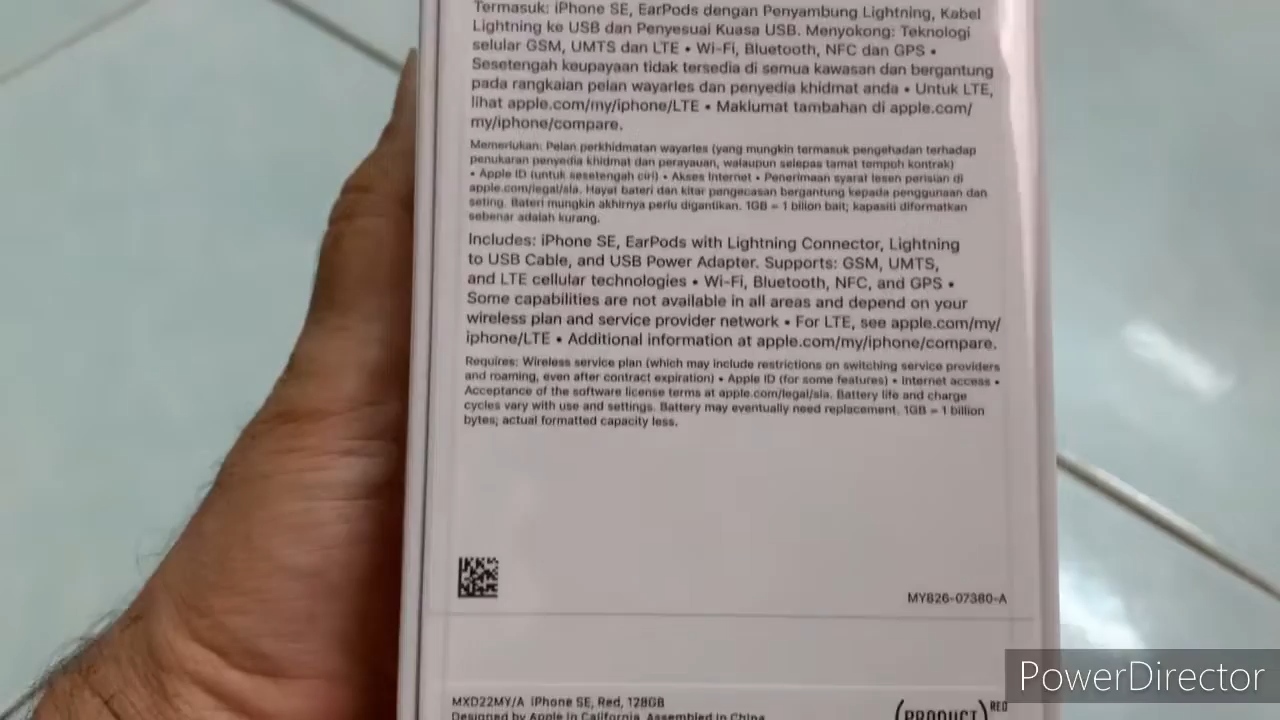 Termasuk: iPhone SE, EarPods dengan Penyambung Lightning, Kabel
Lightning ke USB dan Penyesuai Kuasa USB. Menyokong: Teknologi
selular GSM, UMTS dan LTE • Wi-Fi, Bluetooth, NFC dan GPS •
Sesetengah keupayaan tidak tersedia di semua kawasan dan bergantung
pada rangkaian pelan wayarles dan penyedia khidmat anda • Untuk LTE,
lihat apple.com/my/iphone/LTE • Maklumat tambahan di apple.com/
my/iphone/compare.
Memerlukan: Pelan perkhidmatan wayarles (yang mungkin termasuk pengehadan terhadap
penukaran penyedia khidmat dan perayauan, walaupun selepas tamat tempoh kontrak)
• Apple ID (untuk sesetengah ciri) • Akses Internet • Penerimaan syarat lesen perisian di
apple.com/legal/sla. Hayat bateri dan kitar pengecasan bergantung kepada penggunaan dan
seting. Bateri mungkin akhirnya perlu digantikan. 1GB = 1 bilion bait; kapasiti diformatkan
sebenar adalah kurang.
Includes: iPhone SE, EarPods with Lightning Connector, Lightning
to USB Cable, and USB Power Adapter. Supports: GSM, UMTS,
and LTE cellular technologies • Wi-Fi, Bluetooth, NFC, and GPS •
Some capabilities are not available in all areas and depend on your
wireless plan and service provider network • For LTE, see apple.com/my/
iphone/LTE • Additional information at apple.com/my/iphone/compare.
Requires: Wireless service plan (which may include restrictions on switching service providers
and roaming, even after contract expiration) • Apple ID (for some features) • Internet access •
Acceptance of the software license terms at apple.com/legal/sla. Battery life and charge
cycles vary with use and settings. Battery may eventually need replacement. 1GB = 1 billion
bytes; actual formatted capacity less.
MY826-07380-A
MXD22MY/A iPhone SE, Red, 128GB
Designed by Apple in California, Assembled in China
(PRODUCT)RED
PowerDirector